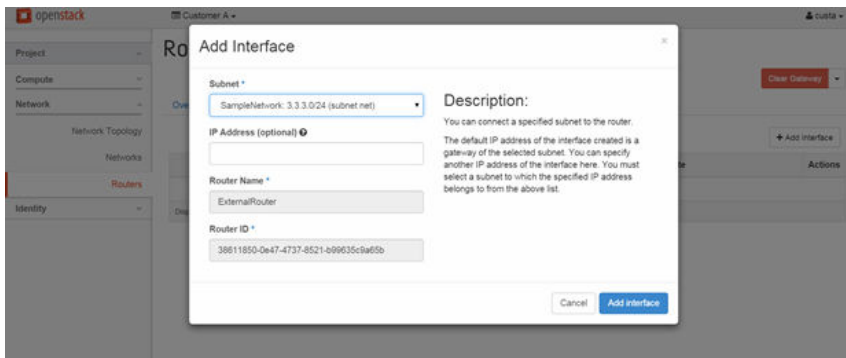 openstack
Customer A
custa
Project
Compute
Network
Network Topology
Networks
Routers
Identity
Ro
Clear Gateway
+ Add Interface
Actions
Add Interface
×
Subnet *
SampleNetwork: 3.3.3.0/24 (subnet net)
IP Address (optional)
Router Name *
ExternalRouter
Router ID *
38611850-0e47-4737-8521-b99635c9a65b
Description:
You can connect a specified subnet to the router.
The default IP address of the interface created is a
gateway of the selected subnet. You can specify
another IP address of the interface here. You must
select a subnet to which the specified IP address
belongs to from the above list.
Cancel
Add interface